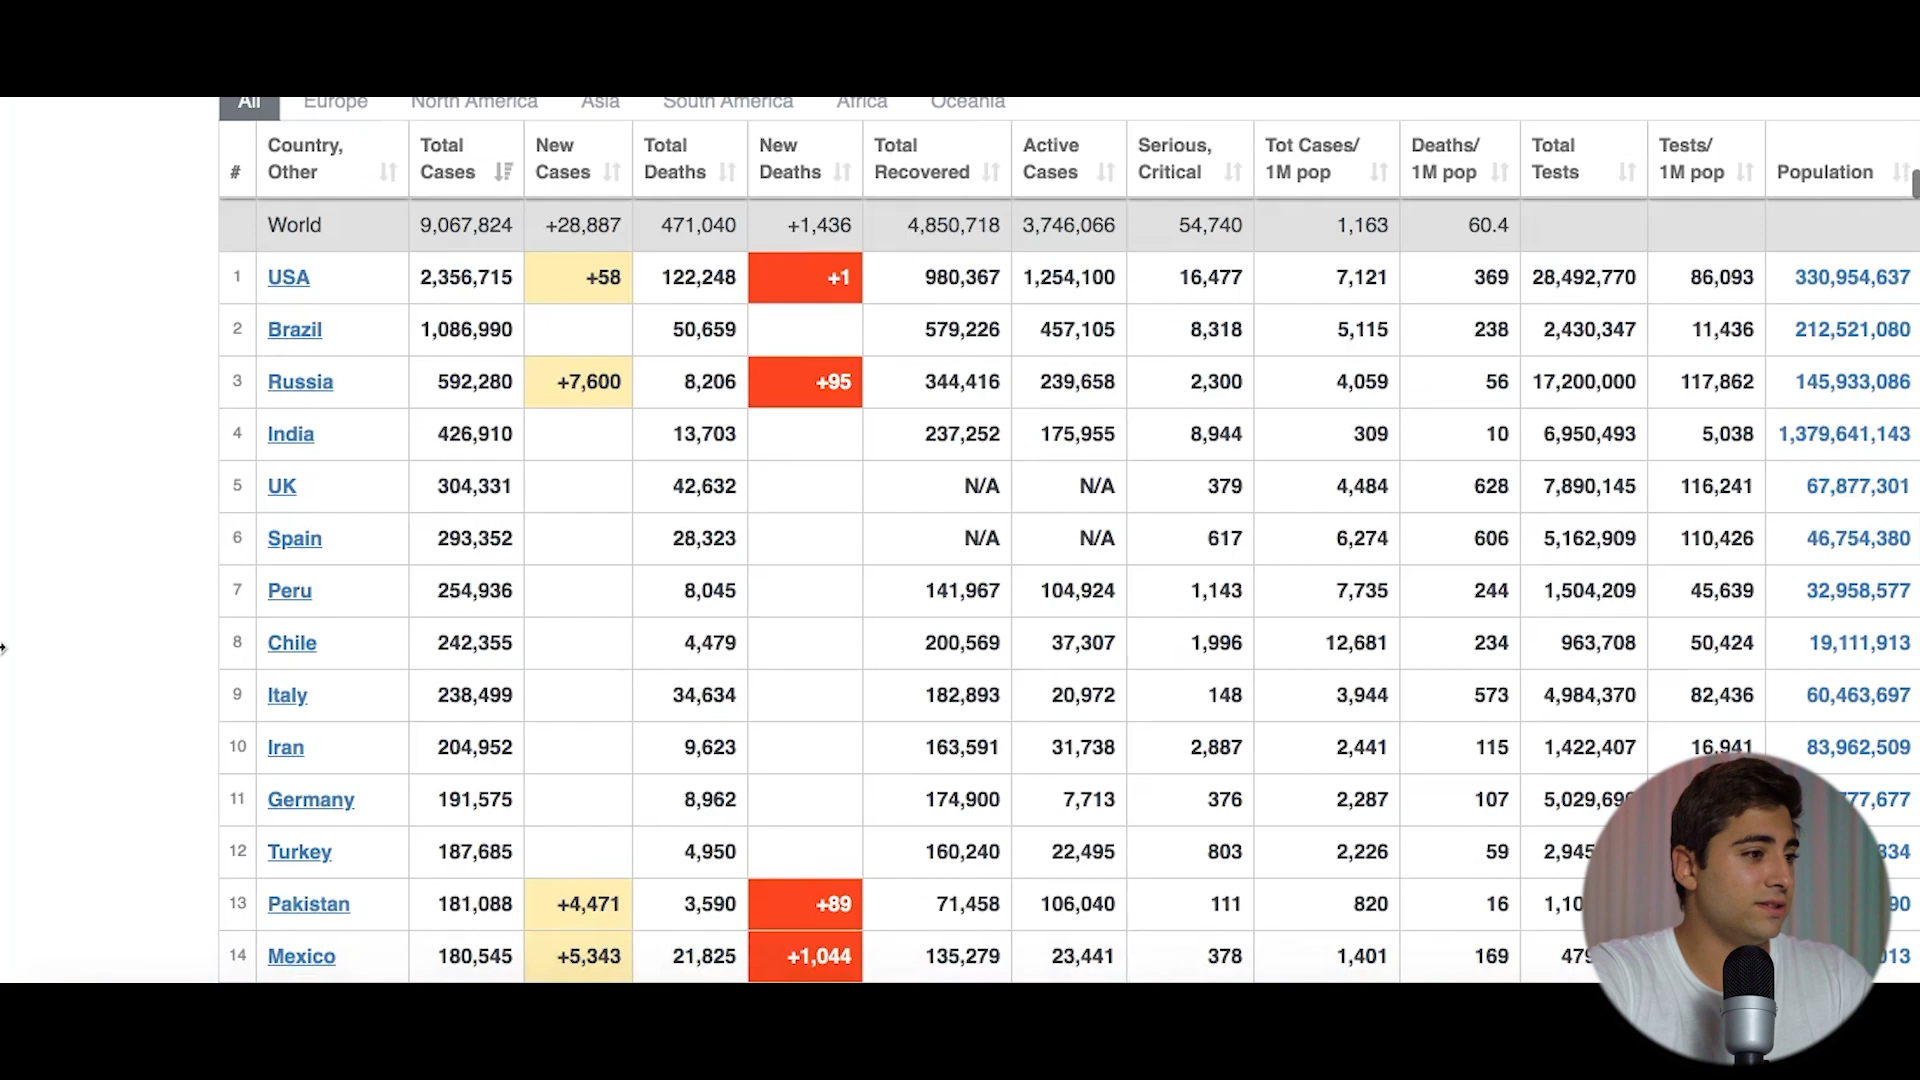 All Europe North America Asia South America Africa Oceania
# Country, Other Total Cases New Cases Total Deaths New Deaths Total Recovered Active Cases Serious, Critical Tot Cases/ 1M pop Deaths/ 1M pop Total Tests Tests/ 1M pop Population
World 9,067,824 +28,887 471,040 +1,436 4,850,718 3,746,066 54,740 1,163 60.4
1 USA 2,356,715 +58 122,248 +1 980,367 1,254,100 16,477 7,121 369 28,492,770 86,093 330,954,637
2 Brazil 1,086,990 50,659 579,226 457,105 8,318 5,115 238 2,430,347 11,436 212,521,080
3 Russia 592,280 +7,600 8,206 +95 344,416 239,658 2,300 4,059 56 17,200,000 117,862 145,933,086
4 India 426,910 13,703 237,252 175,955 8,944 309 10 6,950,493 5,038 1,379,641,143
5 UK 304,331 42,632 N/A N/A 379 4,484 628 7,890,145 116,241 67,877,301
6 Spain 293,352 28,323 N/A N/A 617 6,274 606 5,162,909 110,426 46,754,380
7 Peru 254,936 8,045 141,967 104,924 1,143 7,735 244 1,504,209 45,639 32,958,577
8 Chile 242,355 4,479 200,569 37,307 1,996 12,681 234 963,708 50,424 19,111,913
9 Italy 238,499 34,634 182,893 20,972 148 3,944 573 4,984,370 82,436 60,463,697
10 Iran 204,952 9,623 163,591 31,738 2,887 2,441 115 1,422,407 16,941 83,962,509
11 Germany 191,575 8,962 174,900 7,713 376 2,287 107 777,677
12 Turkey 187,685 4,950 160,240 22,495 803 2,226 59 2,945 334
13 Pakistan 181,088 +4,471 3,590 +89 71,458 106,040 111 820 16 1,10 90
14 Mexico 180,545 +5,343 21,825 +1,044 135,279 23,441 378 1,401 169 479 013